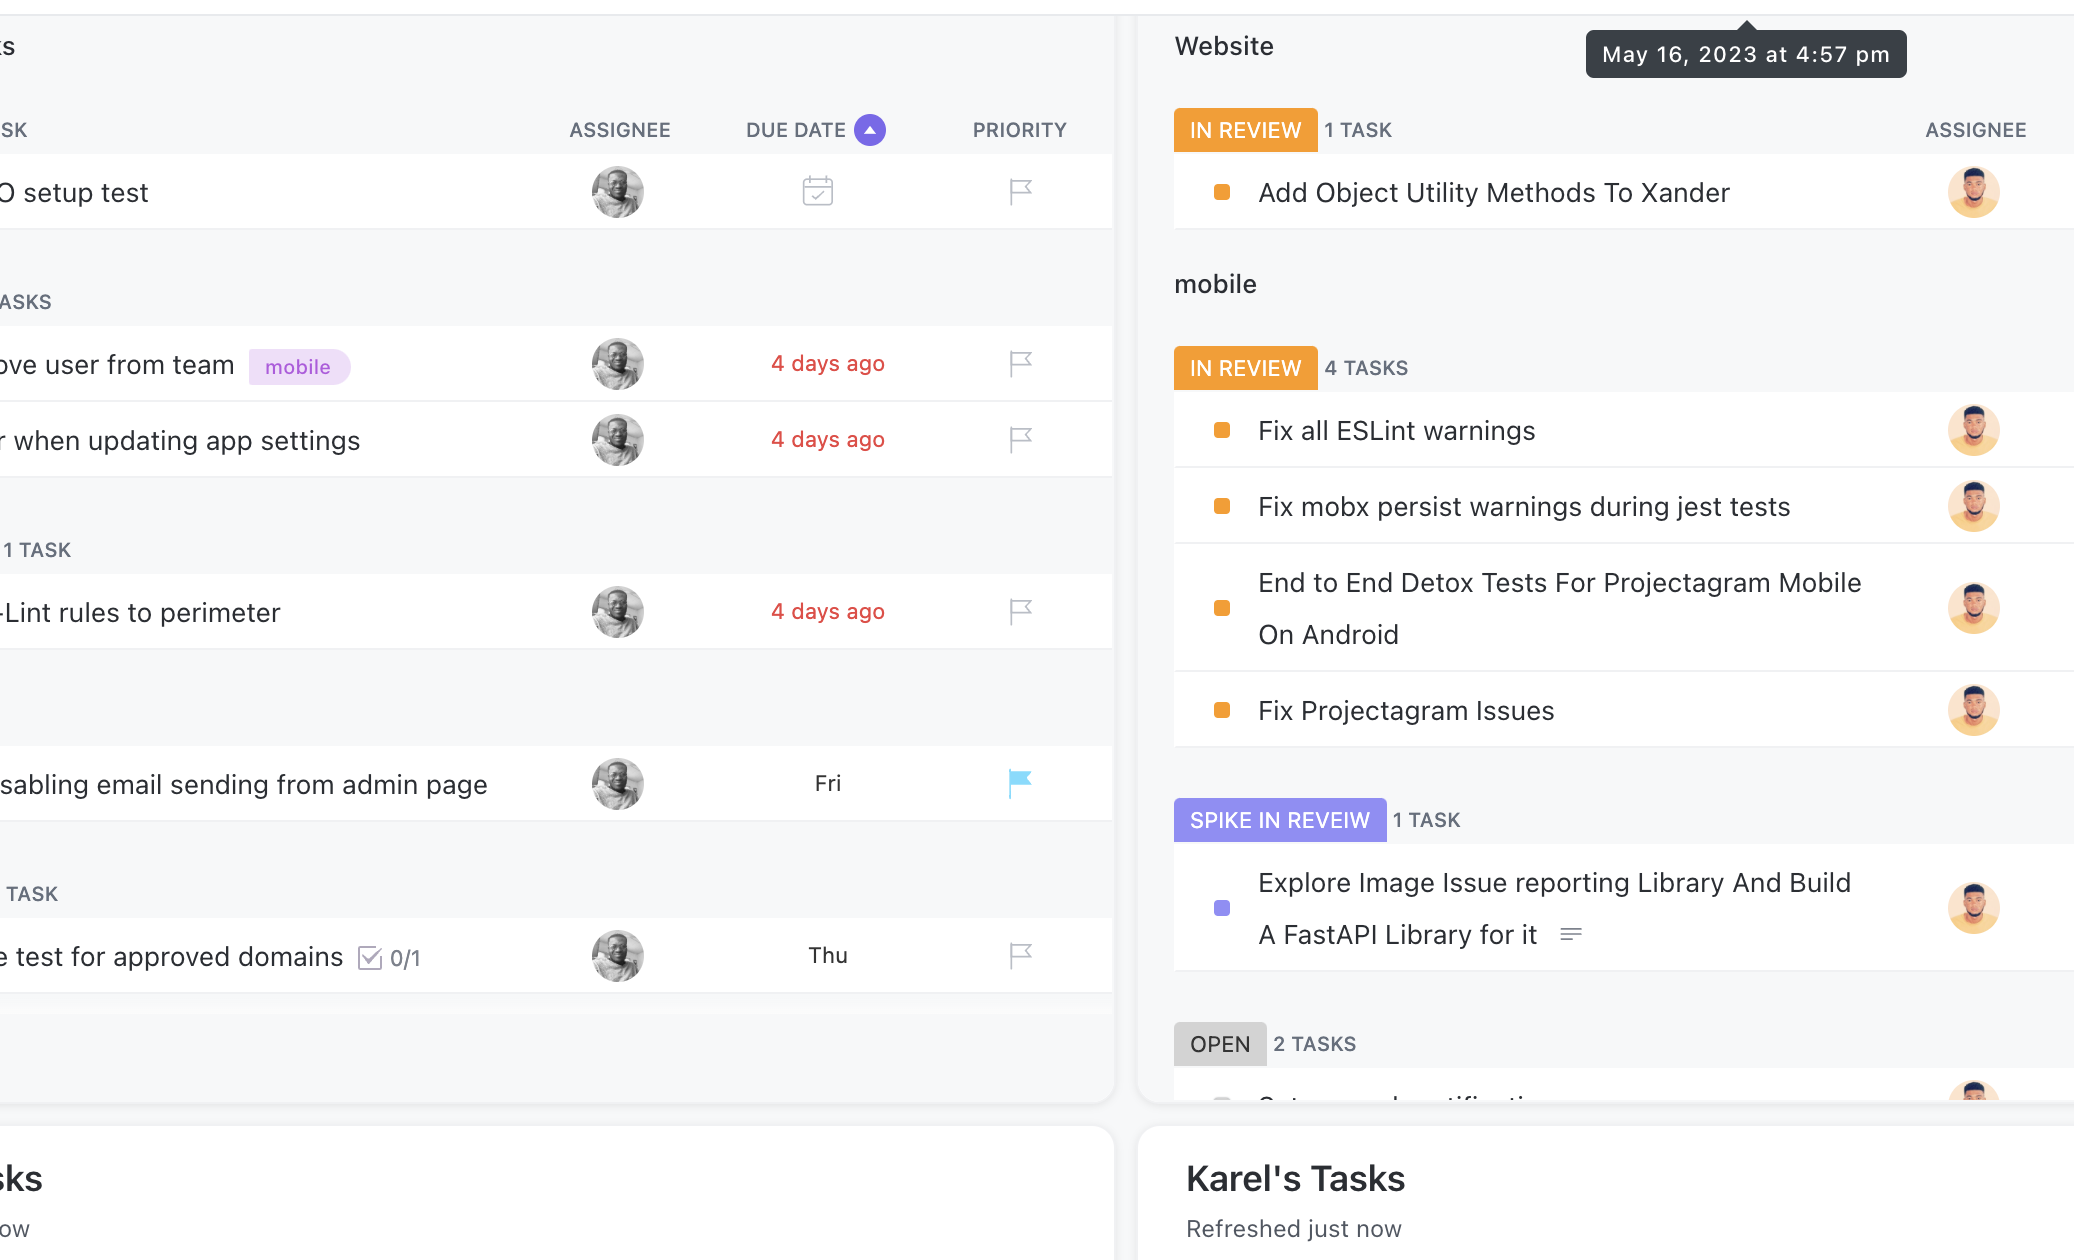 ks
SK
ASSIGNEE
DUE DATE
PRIORITY
O setup test
ASKS
ove user from team
mobile
4 days ago
r when updating app settings
4 days ago
1 TASK
-Lint rules to perimeter
4 days ago
sabling email sending from admin page
Fri
TASK
e test for approved domains
0/1
Thu
sks
ow
Website
May 16, 2023 at 4:57 pm
IN REVIEW
1 TASK
ASSIGNEE
Add Object Utility Methods To Xander
mobile
IN REVIEW
4 TASKS
Fix all ESLint warnings
Fix mobx persist warnings during jest tests
End to End Detox Tests For Projectagram Mobile
On Android
Fix Projectagram Issues
SPIKE IN REVEIW
1 TASK
Explore Image Issue reporting Library And Build
A FastAPI Library for it
OPEN
2 TASKS
Karel's Tasks
Refreshed just now